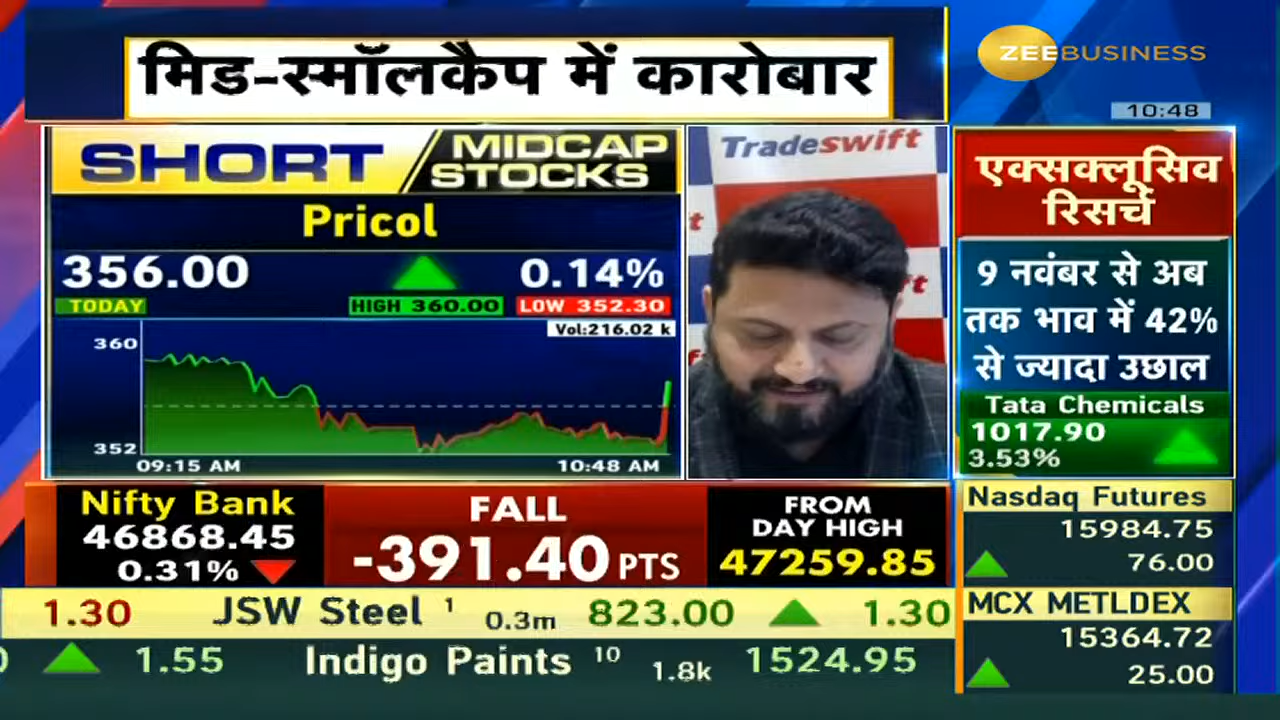 मिड-स्मॉलकैप में कारोबार
ZEEBUSINESS
10:48
SHORT
MIDCAP
STOCKS
Pricol
356.00
0.14%
TODAY
HIGH 360.00
LOW 352.30
Vol:216.02 k
360
352
09:15 AM
10:48 AM
Tradeswift
एक्सक्लूसिव
रिसर्च
9 नवंबर से अब
तक भाव में 42%
से ज्यादा उछाल
Tata Chemicals
1017.90
3.53%
Nifty Bank
46868.45
0.31%
FALL
-391.40 PTS
FROM
DAY HIGH
47259.85
Nasdaq Futures
15984.75
76.00
MCX METLDEX
15364.72
25.00
1.30 JSW Steel 1 0.3m 823.00 1.30
1.55 Indigo Paints 10 1.8k 1524.95